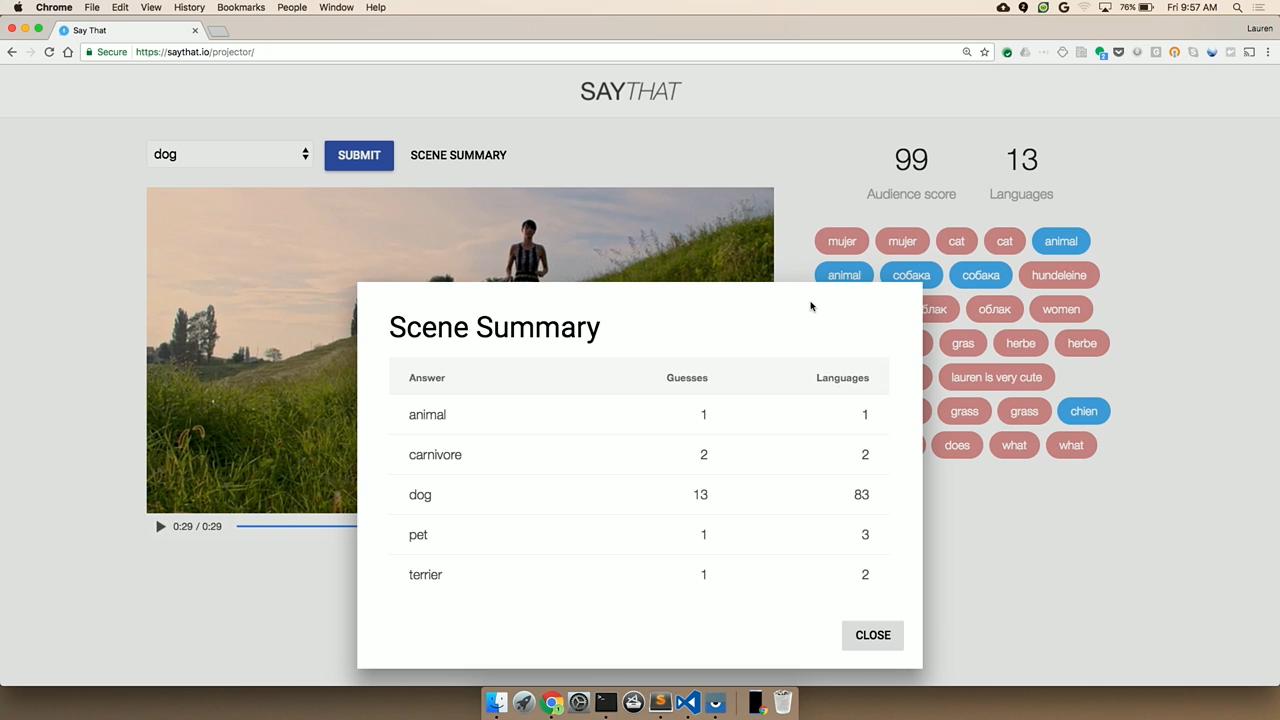 Chrome File Edit View History Bookmarks People Window Help 76% Fri 9:57 AM
Say That Lauren
Secure https://saythat.io/projector/
SAYTHAT
dog SUBMIT SCENE SUMMARY
99 13
Audience score Languages
mujer mujer cat cat animal
animal собака собака hundeleine
облак women
gras herbe herbe
lauren is very cute
grass grass chien
does what what
Scene Summary
Answer Guesses Languages
animal 1 1
carnivore 2 2
dog 13 83
pet 1 3
terrier 1 2
0:29 / 0:29
CLOSE